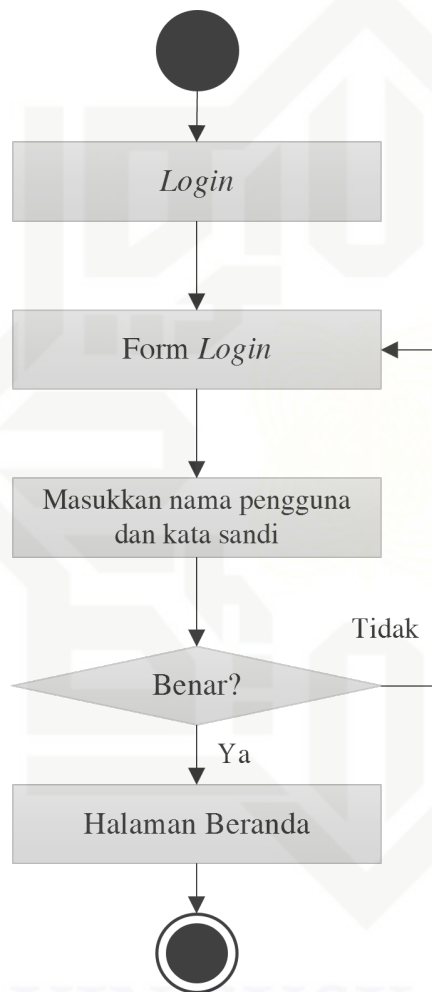 Login
Form Login
Masukkan nama pengguna
dan kata sandi
Tidak
Benar?
Ya
Halaman Beranda